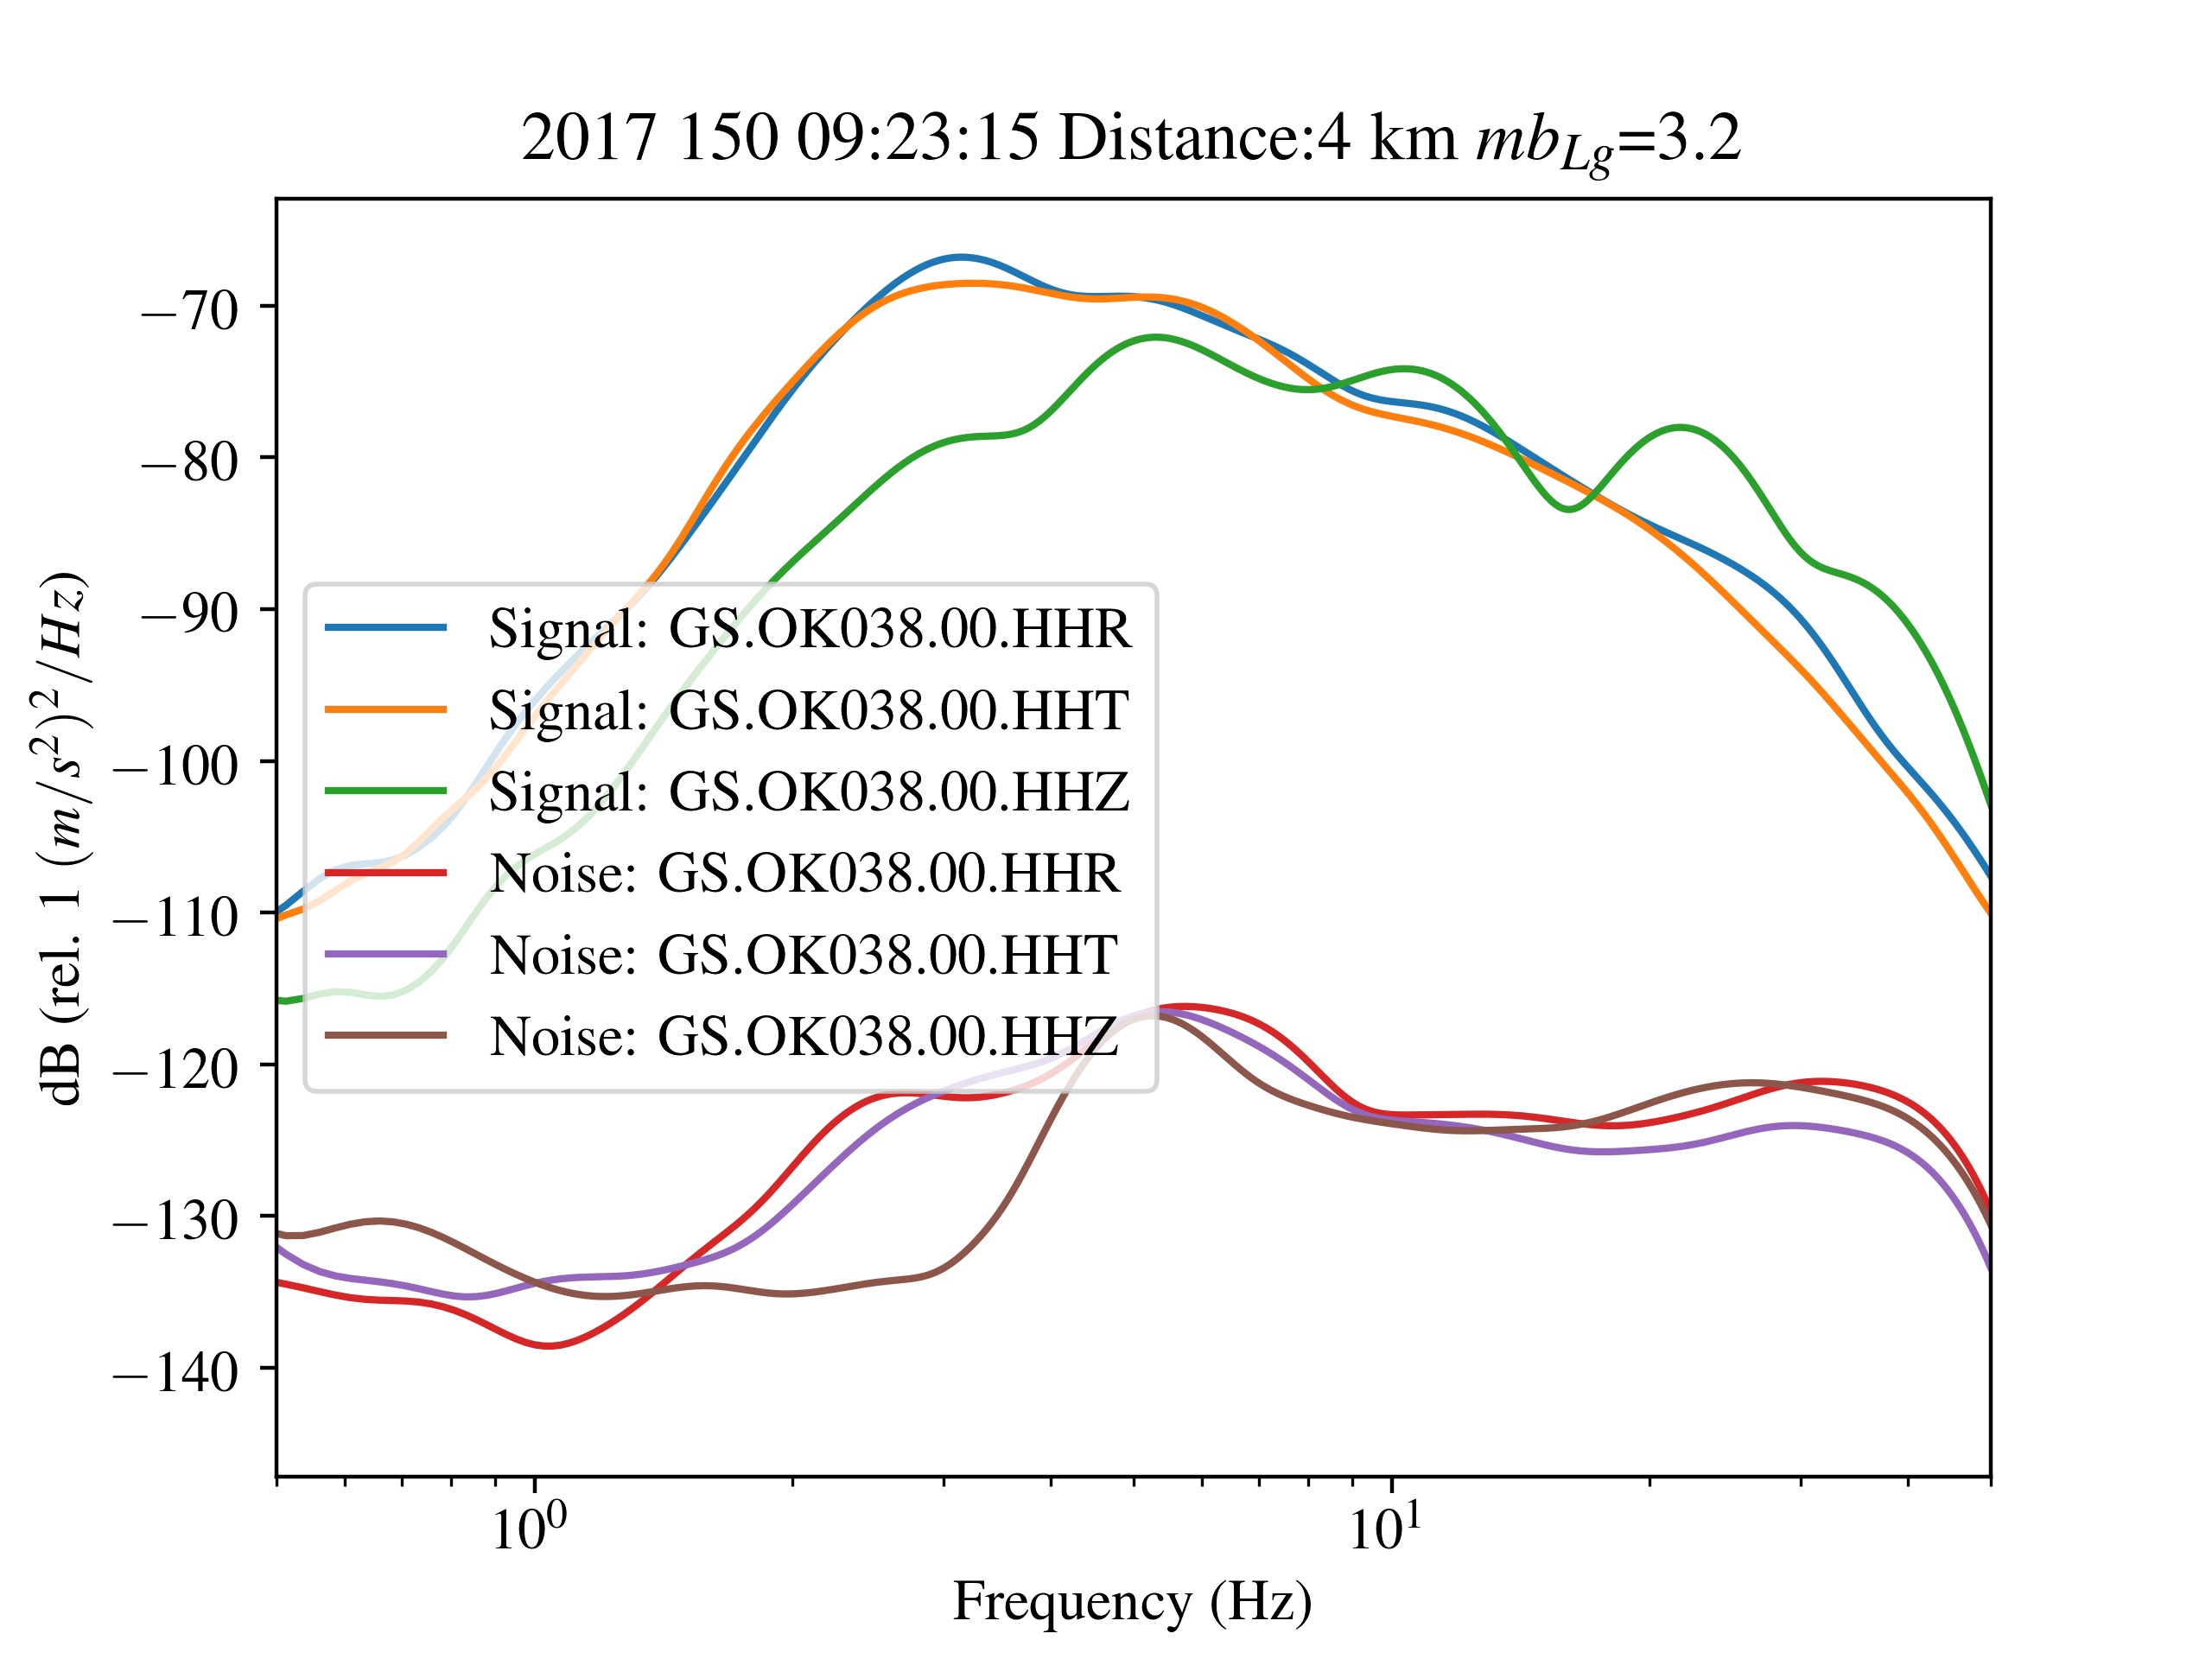 2017 150 09:23:15 Distance:4 km mb_{Lg}=3.2
dB (rel. 1 (m/s²)²/Hz)
−70
−80
−90
−100
−110
−120
−130
−140
Signal: GS.OK038.00.HHR
Signal: GS.OK038.00.HHT
Signal: GS.OK038.00.HHZ
Noise: GS.OK038.00.HHR
Noise: GS.OK038.00.HHT
Noise: GS.OK038.00.HHZ
10⁰ 10¹
Frequency (Hz)